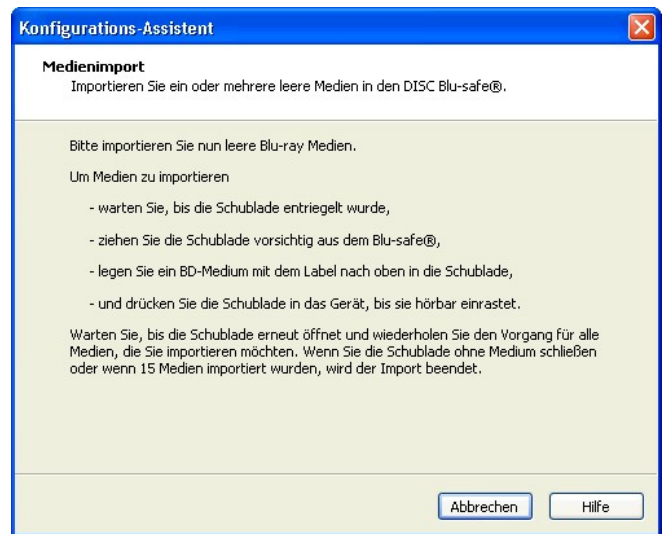 Konfigurations-Assistent
Medienimport
Importieren Sie ein oder mehrere leere Medien in den DISC Blu-safe®.
Bitte importieren Sie nun leere Blu-ray Medien.
Um Medien zu importieren
- warten Sie, bis die Schublade entriegelt wurde,
- ziehen Sie die Schublade vorsichtig aus dem Blu-safe®,
- legen Sie ein BD-Medium mit dem Label nach oben in die Schublade,
- und drücken Sie die Schublade in das Gerät, bis sie hörbar einrastet.
Warten Sie, bis die Schublade erneut öffnet und wiederholen Sie den Vorgang für alle
Medien, die Sie importieren möchten. Wenn Sie die Schublade ohne Medium schließen
oder wenn 15 Medien importiert wurden, wird der Import beendet.
Abbrechen
Hilfe